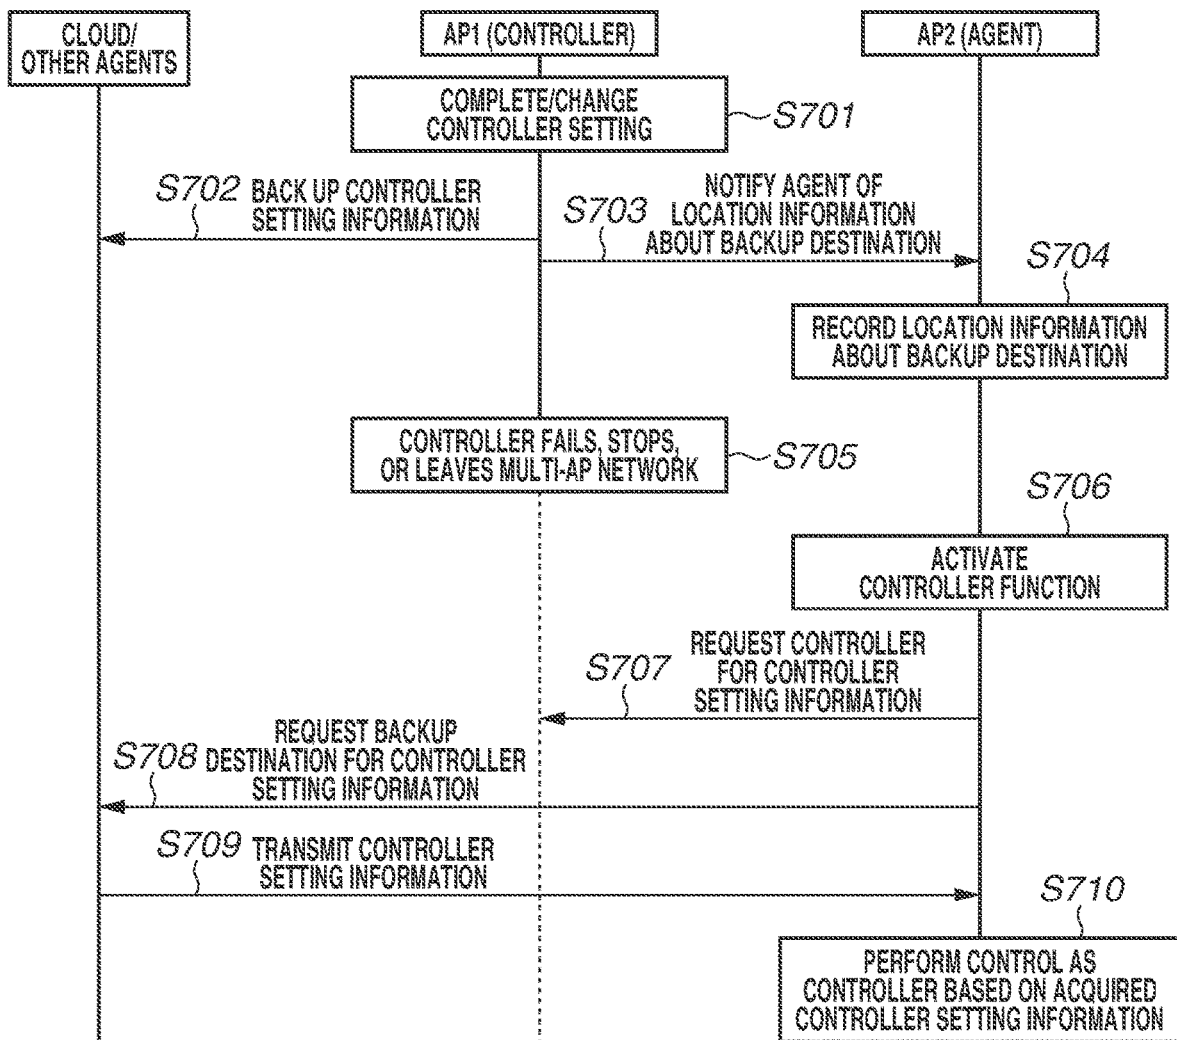 CLOUD/
OTHER AGENTS
AP1 (CONTROLLER)
AP2 (AGENT)
COMPLETE/CHANGE
CONTROLLER SETTING
S701
S702
BACK UP CONTROLLER
SETTING INFORMATION
S703
NOTIFY AGENT OF
LOCATION INFORMATION
ABOUT BACKUP DESTINATION
S704
RECORD LOCATION INFORMATION
ABOUT BACKUP DESTINATION
CONTROLLER FAILS, STOPS,
OR LEAVES MULTI-AP NETWORK
S705
S706
ACTIVATE
CONTROLLER FUNCTION
S707
REQUEST CONTROLLER
FOR CONTROLLER
SETTING INFORMATION
S708
REQUEST BACKUP
DESTINATION FOR CONTROLLER
SETTING INFORMATION
S709
TRANSMIT CONTROLLER
SETTING INFORMATION
S710
PERFORM CONTROL AS
CONTROLLER BASED ON ACQUIRED
CONTROLLER SETTING INFORMATION